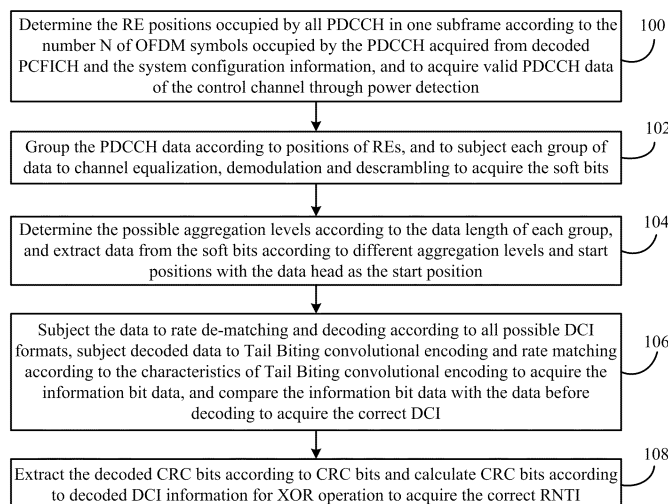 Determine the RE positions occupied by all PDCCH in one subframe according to the
number N of OFDM symbols occupied by the PDCCH acquired from decoded
PCFICH and the system configuration information, and to acquire valid PDCCH data
of the control channel through power detection
100
Group the PDCCH data according to positions of REs, and to subject each group of
data to channel equalization, demodulation and descrambling to acquire the soft bits
102
Determine the possible aggregation levels according to the data length of each group,
and extract data from the soft bits according to different aggregation levels and start
positions with the data head as the start position
104
Subject the data to rate de-matching and decoding according to all possible DCI
formats, subject decoded data to Tail Biting convolutional encoding and rate matching
according to the characteristics of Tail Biting convolutional encoding to acquire the
information bit data, and compare the information bit data with the data before
decoding to acquire the correct DCI
106
Extract the decoded CRC bits according to CRC bits and calculate CRC bits according
to decoded DCI information for XOR operation to acquire the correct RNTI
108